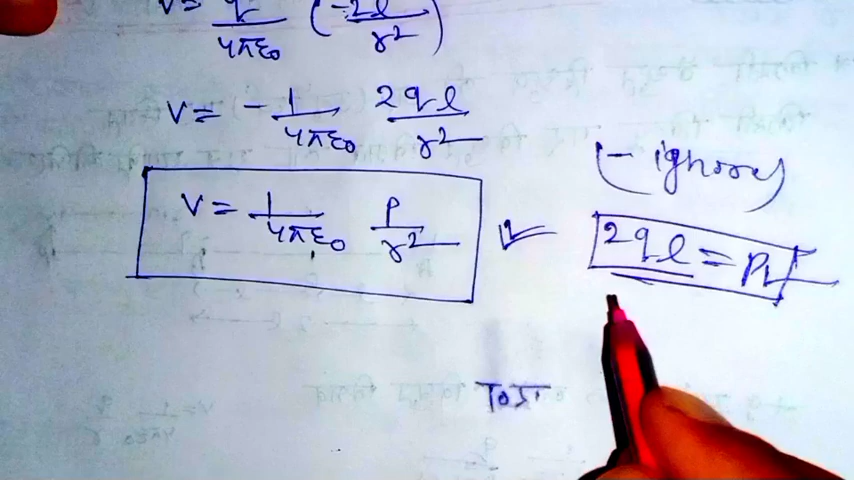 V = q/4πε₀ (-2l/r²)
V = - 1/4πε₀ 2ql/r²
V = 1/4πε₀ p/r²
(- ignore)
2ql = P